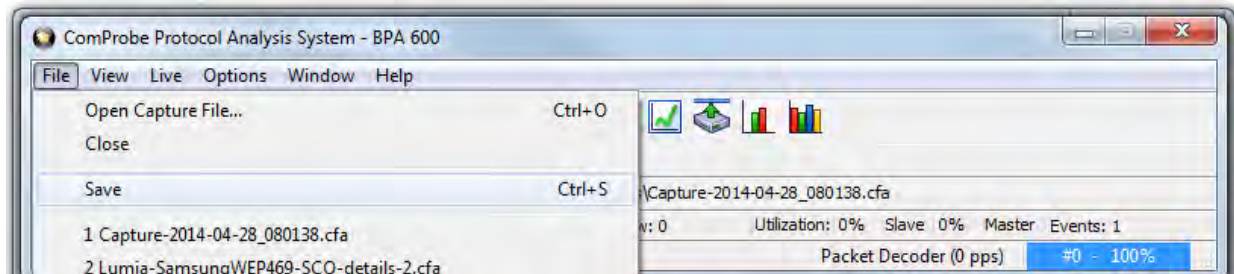 ComProbe Protocol Analysis System - BPA 600
File View Live Options Window Help
Open Capture File... Ctrl+O
Close
Save Ctrl+S
\Capture-2014-04-28_080138.cfa
1 Capture-2014-04-28_080138.cfa
w: 0 Utilization: 0% Slave 0% Master Events: 1
2 Lumia-SamsungWEP469-SCO-details-2.cfa
Packet Decoder (0 pps) #0 - 100%